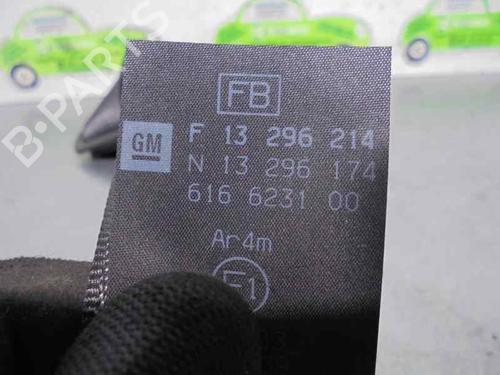 FB
GM
F 13 296 214
N 13 296 174
616 6231 00
Ar4m
E1
B-PARTS